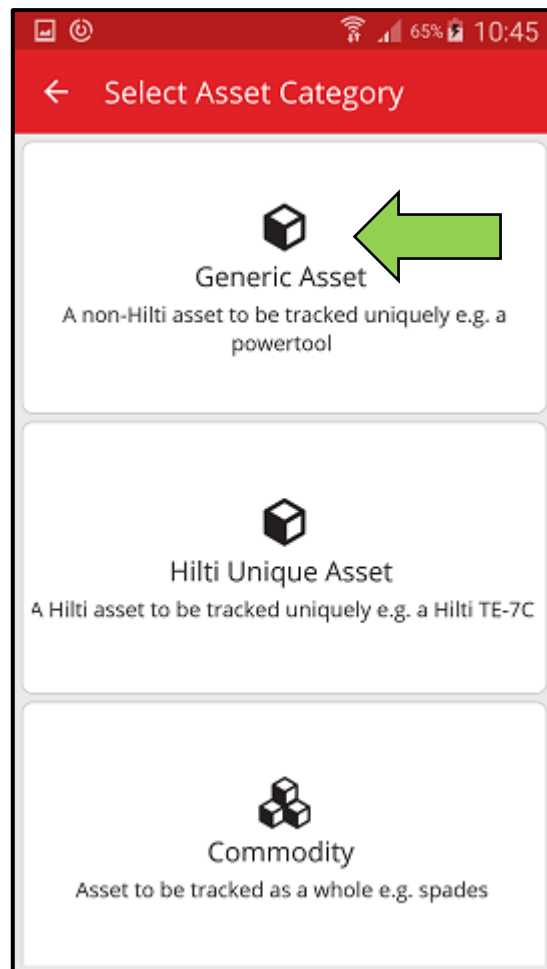 65% 10:45
Select Asset Category
Generic Asset
A non-Hilti asset to be tracked uniquely e.g. a
powertool
Hilti Unique Asset
A Hilti asset to be tracked uniquely e.g. a Hilti TE-7C
Commodity
Asset to be tracked as a whole e.g. spades